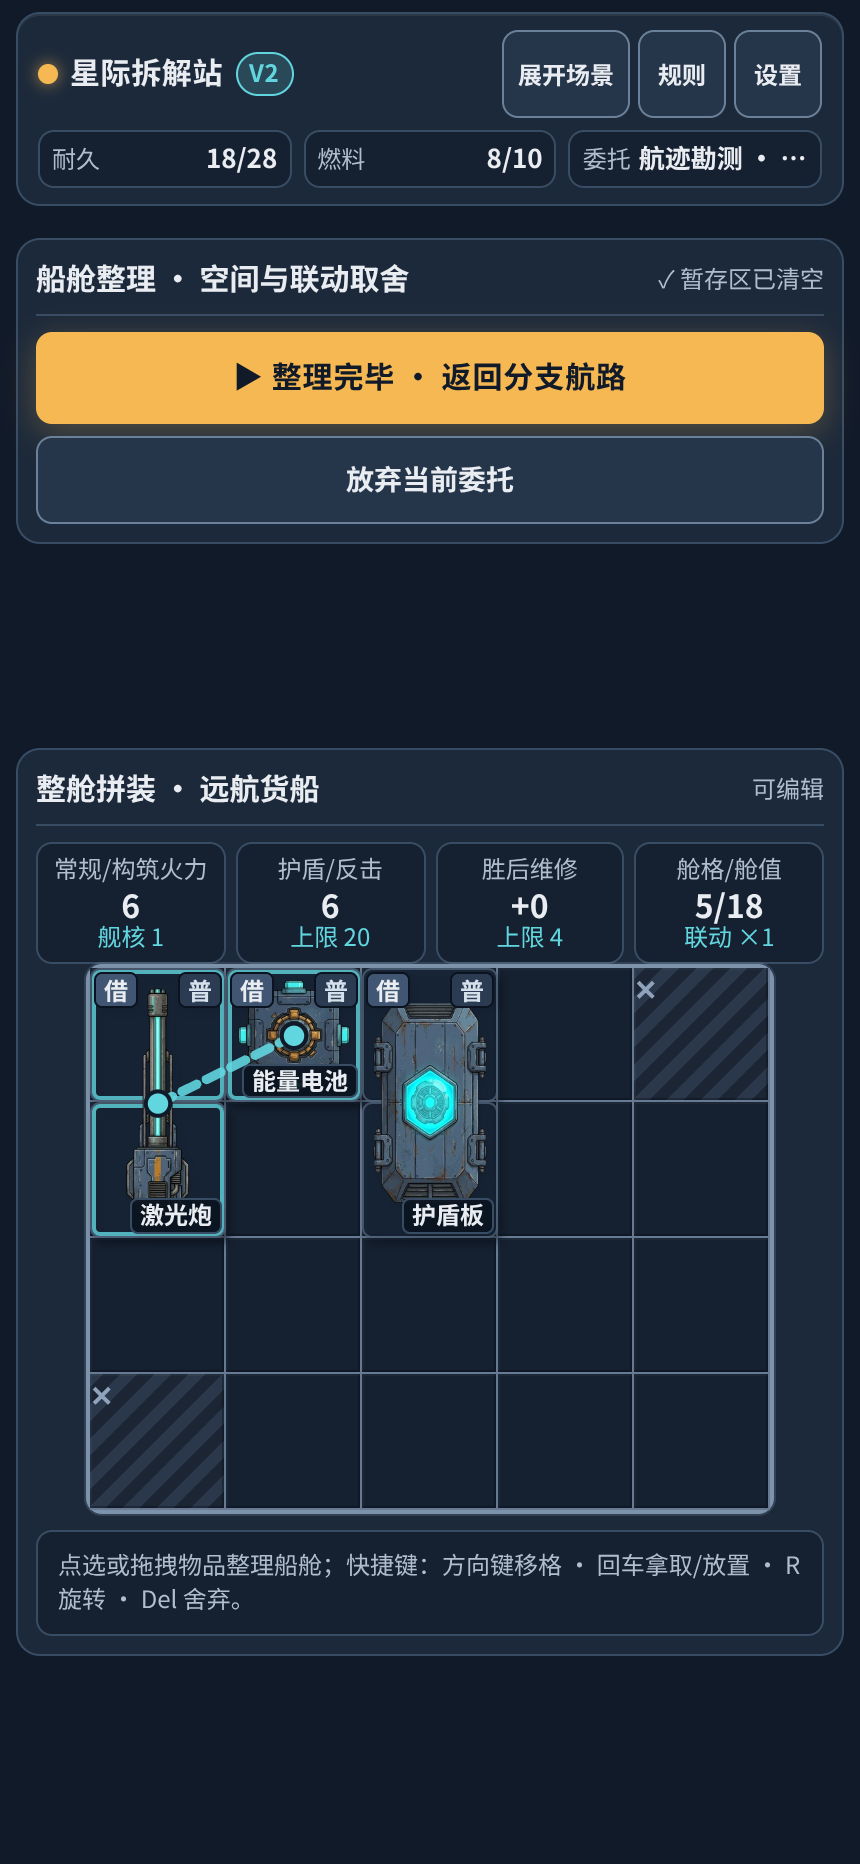 星际拆解站 V2
展开场景 规则 设置
耐久 18/28 燃料 8/10 委托 航迹勘测 · ···
船舱整理 · 空间与联动取舍 ✓ 暂存区已清空
▶ 整理完毕 · 返回分支航路
放弃当前委托
整舱拼装 · 远航货船 可编辑
常规/构筑火力 护盾/反击 胜后维修 舱格/舱值
6 6 +0 5/18
舰核 1 上限 20 上限 4 联动 ×1
借 普 借 普 借 普 ×
能量电池
激光炮 护盾板
×
点选或拖拽物品整理船舱；快捷键：方向键移格 · 回车拿取/放置 · R
旋转 · Del 舍弃。